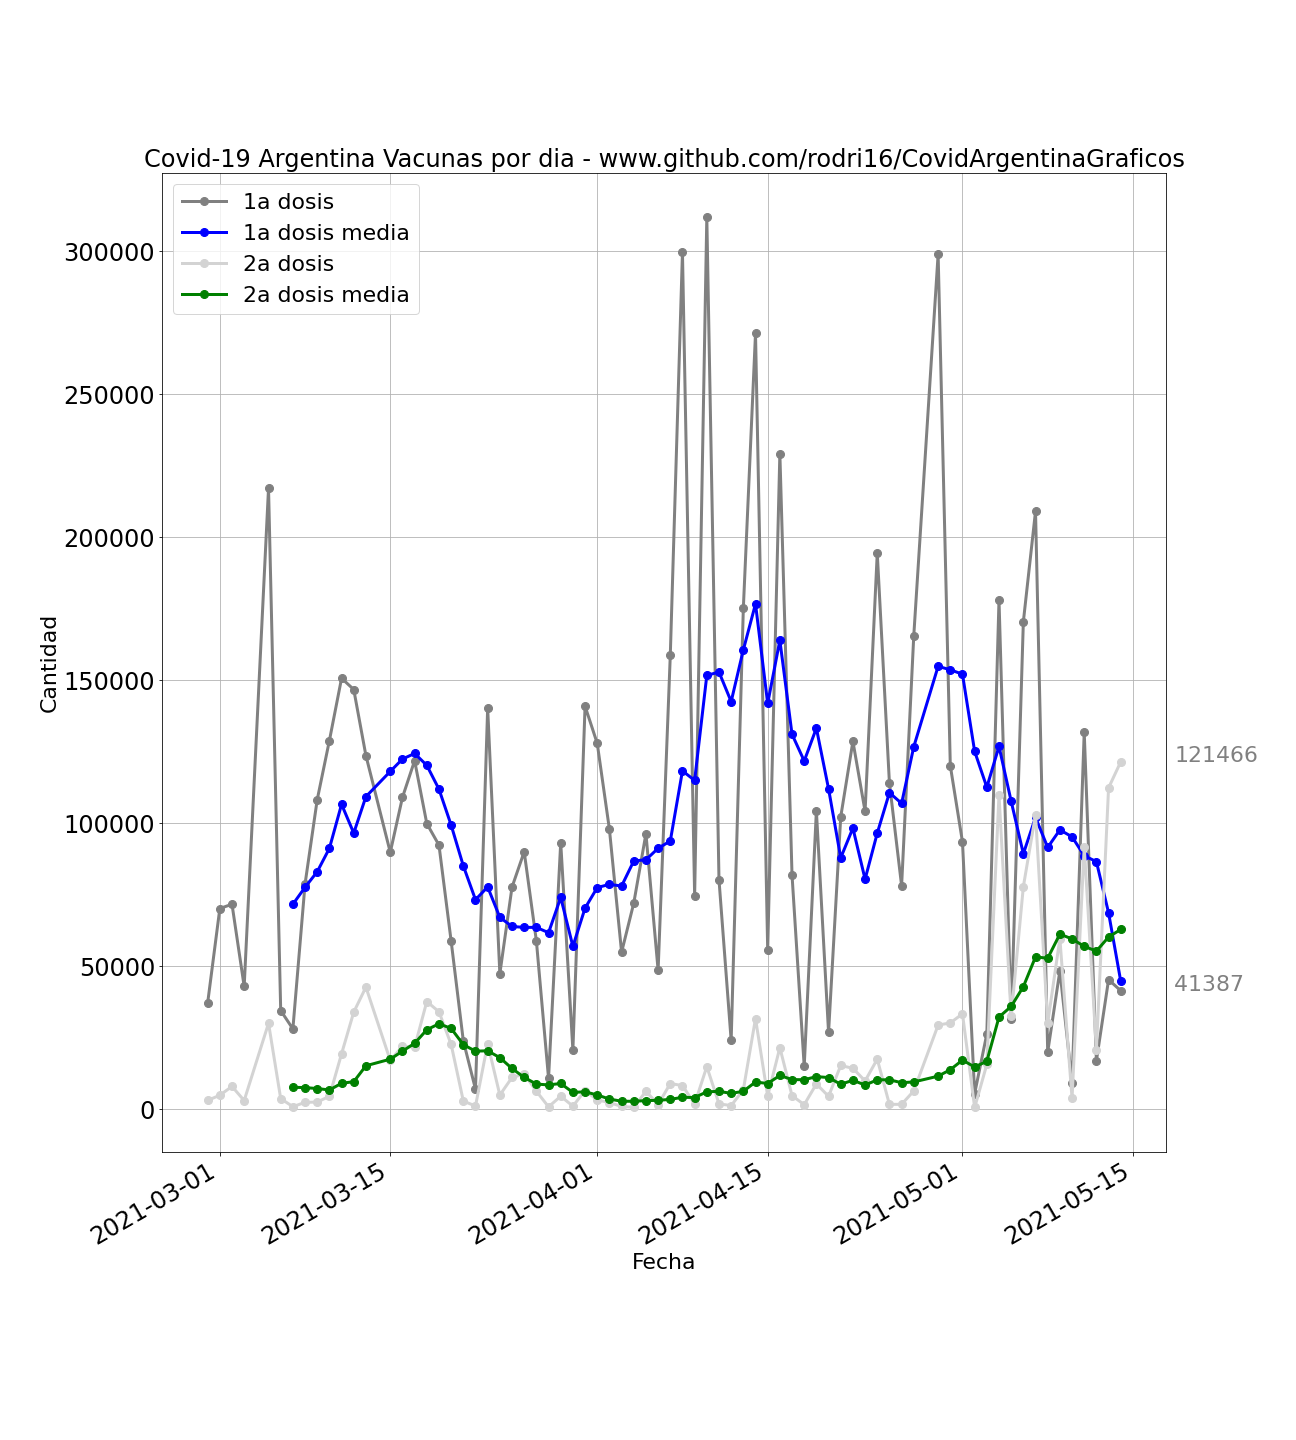 Covid-19 Argentina Vacunas por dia - www.github.com/rodri16/CovidArgentinaGraficos
1a dosis
1a dosis media
2a dosis
2a dosis media
300000
250000
200000
150000
100000
50000
0
Cantidad
121466
41387
2021-03-01
2021-03-15
2021-04-01
2021-04-15
2021-05-01
2021-05-15
Fecha